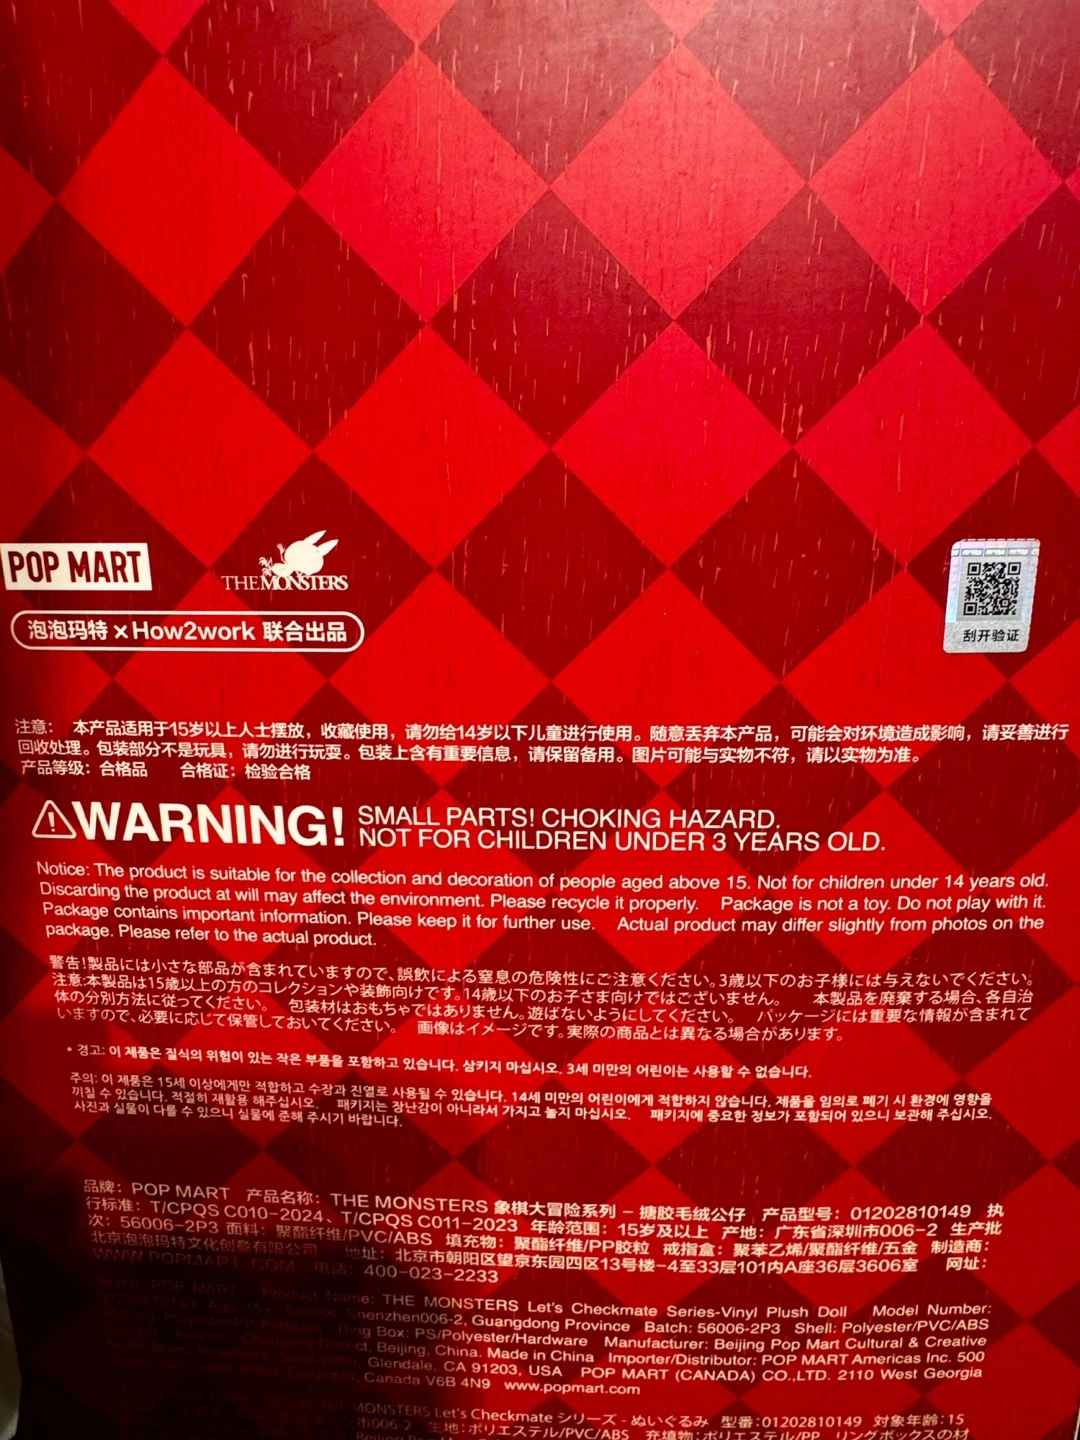 POP MART
THE MONSTERS
泡泡玛特×How2work 联合出品
刮开验证
注意： 本产品适用于15岁以上人士摆放，收藏使用，请勿给14岁以下儿童进行使用。随意丢弃本产品，可能会对环境造成影响，请妥善进行
回收处理。包装部分不是玩具，请勿进行玩耍。包装上含有重要信息，请保留备用。图片可能与实物不符，请以实物为准。
产品等级：合格品 合格证：检验合格
WARNING! SMALL PARTS! CHOKING HAZARD.
NOT FOR CHILDREN UNDER 3 YEARS OLD.
Notice: The product is suitable for the collection and decoration of people aged above 15. Not for children under 14 years old.
Discarding the product at will may affect the environment. Please recycle it properly. Package is not a toy. Do not play with it.
Package contains important information. Please keep it for further use. Actual product may differ slightly from photos on the
package. Please refer to the actual product.
警告!製品には小さな部品が含まれていますので、誤飲による窒息の危険性にご注意ください。3歳以下のお子様には与えないでください。
注意:本製品は15歳以上の方のコレクションや装飾向けです。14歳以下のお子さま向けではございません。 本製品を廃棄する場合、各自治
体の分別方法に従ってください。 包装材はおもちゃではありません。遊ばないようにしてください。 パッケージには重要な情報が含まれて
いますので、必要に応じて保管しておいてください。 画像はイメージです。実際の商品とは異なる場合があります。
* 경고: 이 제품은 질식의 위험이 있는 작은 부품을 포함하고 있습니다. 삼키지 마십시오. 3세 미만의 어린이는 사용할 수 없습니다.
주의: 이 제품은 15세 이상에게만 적합하고 수장과 진열로 사용될 수 있습니다. 14세 미만의 어린이에게 적합하지 않습니다. 제품을 임의로 폐기 시 환경에 영향을
끼칠 수 있습니다. 적절히 재활용 해주십시오. 패키지는 장난감이 아니라서 가지고 놀지 마십시오. 패키지에 중요한 정보가 포함되어 있으니 보관해 주십시오.
사진과 실물이 다를 수 있으니 실물에 준해 주시기 바랍니다.
品牌：POP MART 产品名称：THE MONSTERS 象棋大冒险系列 - 搪胶毛绒公仔 产品型号：01202810149 执
行标准：T/CPQS C010-2024、T/CPQS C011-2023 年龄范围：15岁及以上 产地：广东省深圳市006-2 生产批
次：56006-2P3 面料：聚酯纤维/PVC/ABS 填充物：聚酯纤维/PP胶粒 戒指盒：聚苯乙烯/聚酯纤维/五金 制造商：
北京泡泡玛特文化创意有限公司 地址：北京市朝阳区望京东园四区13号楼-4至33层101内A座36层3606室 网址：
WWW.POPMART.COM 电话：400-023-2233
Brand: POP MART Product Name: THE MONSTERS Let's Checkmate Series-Vinyl Plush Doll Model Number:
01202810149 Age: 15+ Source: Shenzhen006-2, Guangdong Province Batch: 56006-2P3 Shell: Polyester/PVC/ABS
Ring Box: PS/Polyester/Hardware Manufacturer: Beijing Pop Mart Cultural & Creative
District, Beijing, China. Made in China Importer/Distributor: POP MART Americas Inc. 500
Glendale, CA 91203, USA POP MART (CANADA) CO.,LTD. 2110 West Georgia
Canada V6B 4N9 www.popmart.com
THE MONSTERS Let's Checkmate シリーズ - ぬいぐるみ 型番:01202810149 対象年齢:15
市006-2 生地:ポリエステル/PVC/ABS 充填物:ポリエステル/PP リングボックスの材